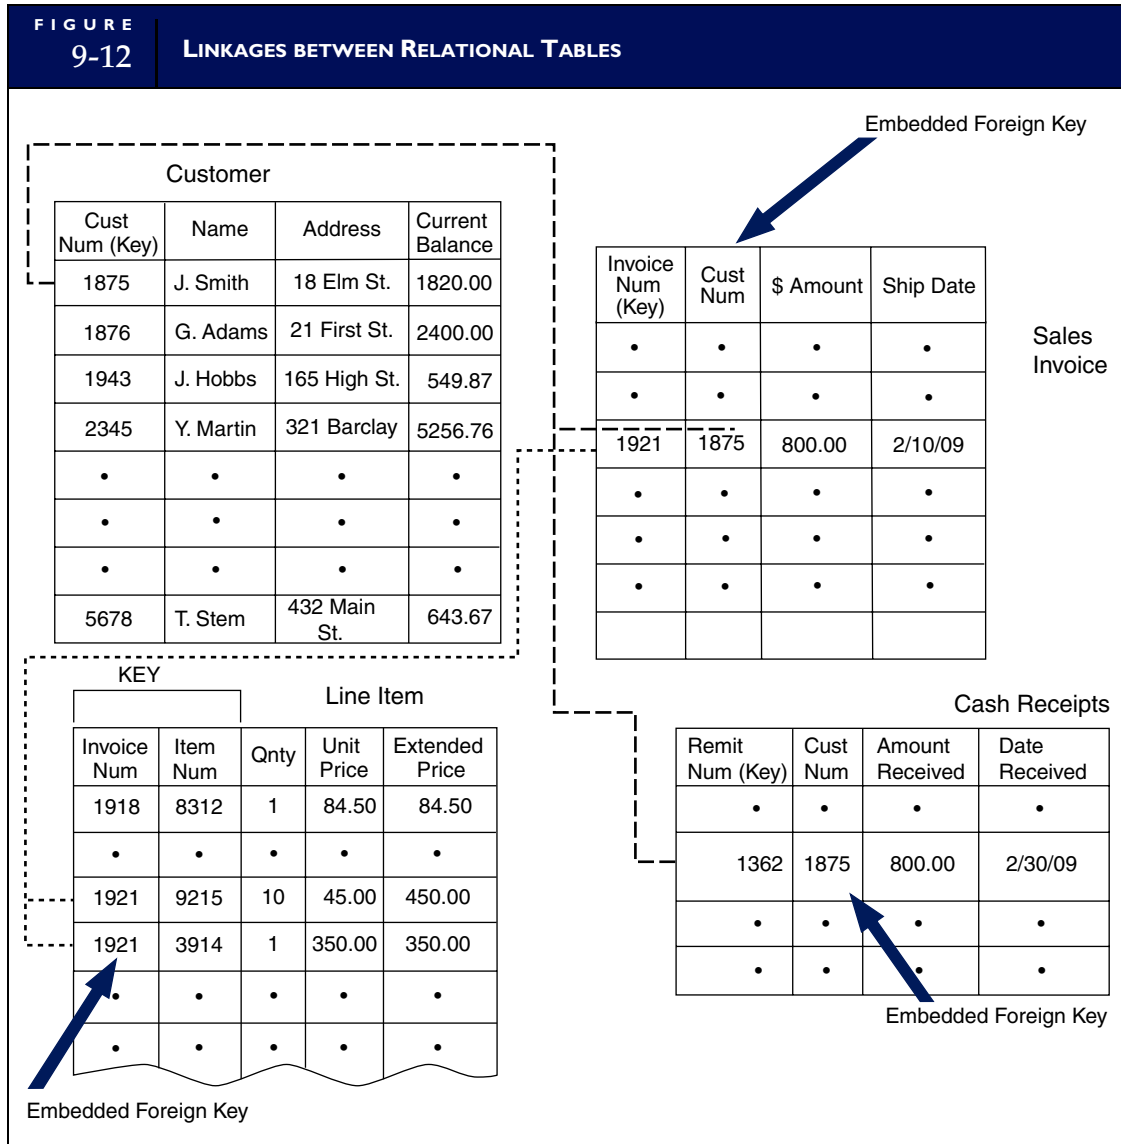 FIGURE
9-12
LINKAGES BETWEEN RELATIONAL TABLES
Embedded Foreign Key
Customer
Cust Num (Key) Name Address Current Balance
1875 J. Smith 18 Elm St. 1820.00
1876 G. Adams 21 First St. 2400.00
1943 J. Hobbs 165 High St. 549.87
2345 Y. Martin 321 Barclay 5256.76
• • • •
• • • •
• • • •
5678 T. Stem 432 Main St. 643.67
Sales Invoice
Invoice Num (Key) Cust Num $ Amount Ship Date
• • • •
• • • •
1921 1875 800.00 2/10/09
• • • •
• • • •
• • • •
KEY
Line Item
Invoice Num Item Num Qnty Unit Price Extended Price
1918 8312 1 84.50 84.50
• • • • •
1921 9215 10 45.00 450.00
1921 3914 1 350.00 350.00
• • • • •
• • • • •
Embedded Foreign Key
Cash Receipts
Remit Num (Key) Cust Num Amount Received Date Received
• • • •
1362 1875 800.00 2/30/09
• • • •
• • • •
Embedded Foreign Key